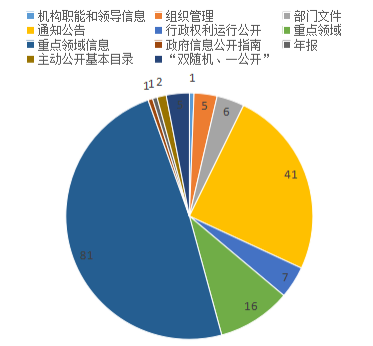 机构职能和领导信息 组织管理 部门文件
通知公告 行政权利运行公开 重点领域
重点领域信息 政府信息公开指南 年报
主动公开基本目录 “双随机、一公开”
1
1 1 2
5
6
41
81
7
16